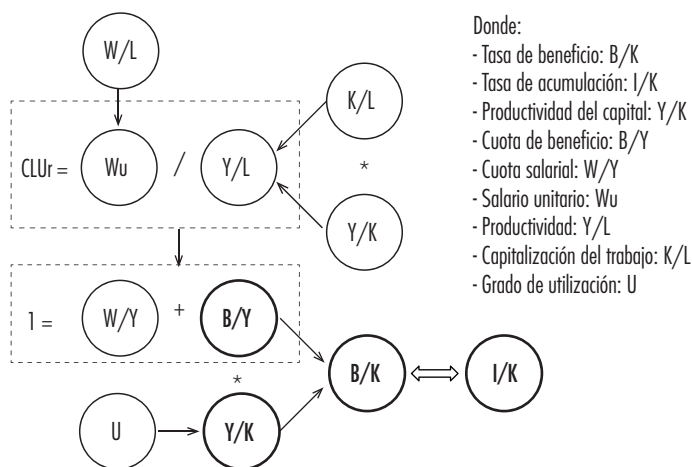 W/L
K/L
CLUr = Wu / Y/L
*
Y/K
1 = W/Y + B/Y
*
B/K
I/K
U
Y/K
Donde:
- Tasa de beneficio: B/K
- Tasa de acumulación: I/K
- Productividad del capital: Y/K
- Cuota de beneficio: B/Y
- Cuota salarial: W/Y
- Salario unitario: Wu
- Productividad: Y/L
- Capitalización del trabajo: K/L
- Grado de utilización: U